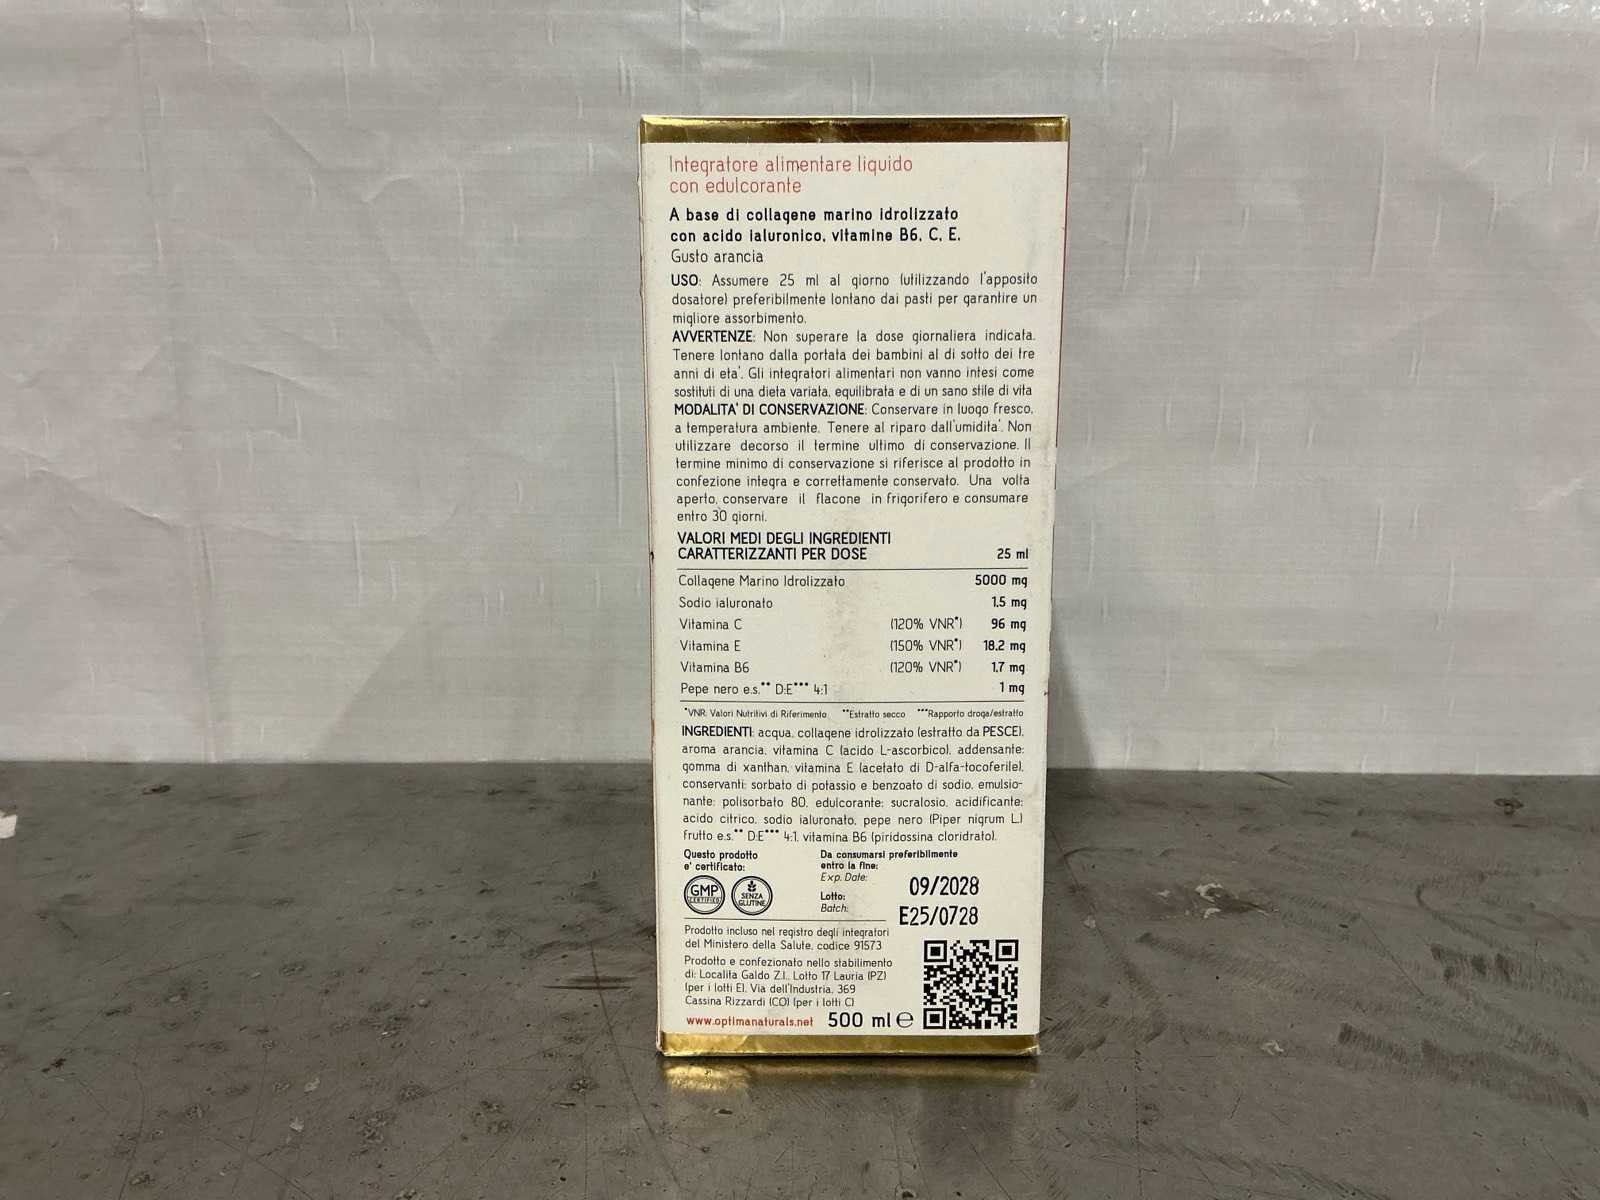 Integratore alimentare liquido
con edulcorante
A base di collagene marino idrolizzato
con acido ialuronico, vitamine B6, C, E.
Gusto arancia
USO: Assumere 25 ml al giorno (utilizzando l'apposito
dosatore) preferibilmente lontano dai pasti per garantire un
migliore assorbimento.
AVVERTENZE: Non superare la dose giornaliera indicata.
Tenere lontano dalla portata dei bambini al di sotto dei tre
anni di eta'. Gli integratori alimentari non vanno intesi come
sostituti di una dieta variata, equilibrata e di un sano stile di vita
MODALITA' DI CONSERVAZIONE: Conservare in luogo fresco,
a temperatura ambiente. Tenere al riparo dall'umidita'. Non
utilizzare decorso il termine ultimo di conservazione. Il
termine minimo di conservazione si riferisce al prodotto in
confezione integra e correttamente conservato. Una volta
aperto, conservare il flacone in frigorifero e consumare
entro 30 giorni.
VALORI MEDI DEGLI INGREDIENTI
CARATTERIZZANTI PER DOSE 25 ml
Collagene Marino Idrolizzato 5000 mg
Sodio ialuronato 1,5 mg
Vitamina C (120% VNR*) 96 mg
Vitamina E (150% VNR*) 18,2 mg
Vitamina B6 (120% VNR*) 1,7 mg
Pepe nero e.s.** D:E*** 4:1 1 mg
*VNR. Valori Nutritivi di Riferimento **Estratto secco ***Rapporto droga/estratto
INGREDIENTI: acqua, collagene idrolizzato (estratto da PESCE),
aroma arancia, vitamina C (acido L-ascorbico), addensante:
gomma di xanthan, vitamina E (acetato di D-alfa-tocoferile),
conservanti: sorbato di potassio e benzoato di sodio, emulsio-
nante: polisorbato 80, edulcorante: sucralosio, acidificante:
acido citrico, sodio ialuronato, pepe nero (Piper nigrum L.)
frutto e.s.** D:E*** 4:1, vitamina B6 (piridossina cloridrato).
Questo prodotto
e' certificato:
GMP
CERTIFIED
SENZA
GLUTINE
Da consumarsi preferibilmente
entro la fine:
Exp. Date: 09/2028
Lotto:
Batch: E25/0728
Prodotto incluso nel registro degli integratori
del Ministero della Salute, codice 91573
Prodotto e confezionato nello stabilimento
di: Localita Galdo Z.I., Lotto 17 Lauria (PZ)
(per i lotti E), Via dell'Industria, 369
Cassina Rizzardi (CO) (per i lotti C)
www.optimanaturals.net 500 ml ℮